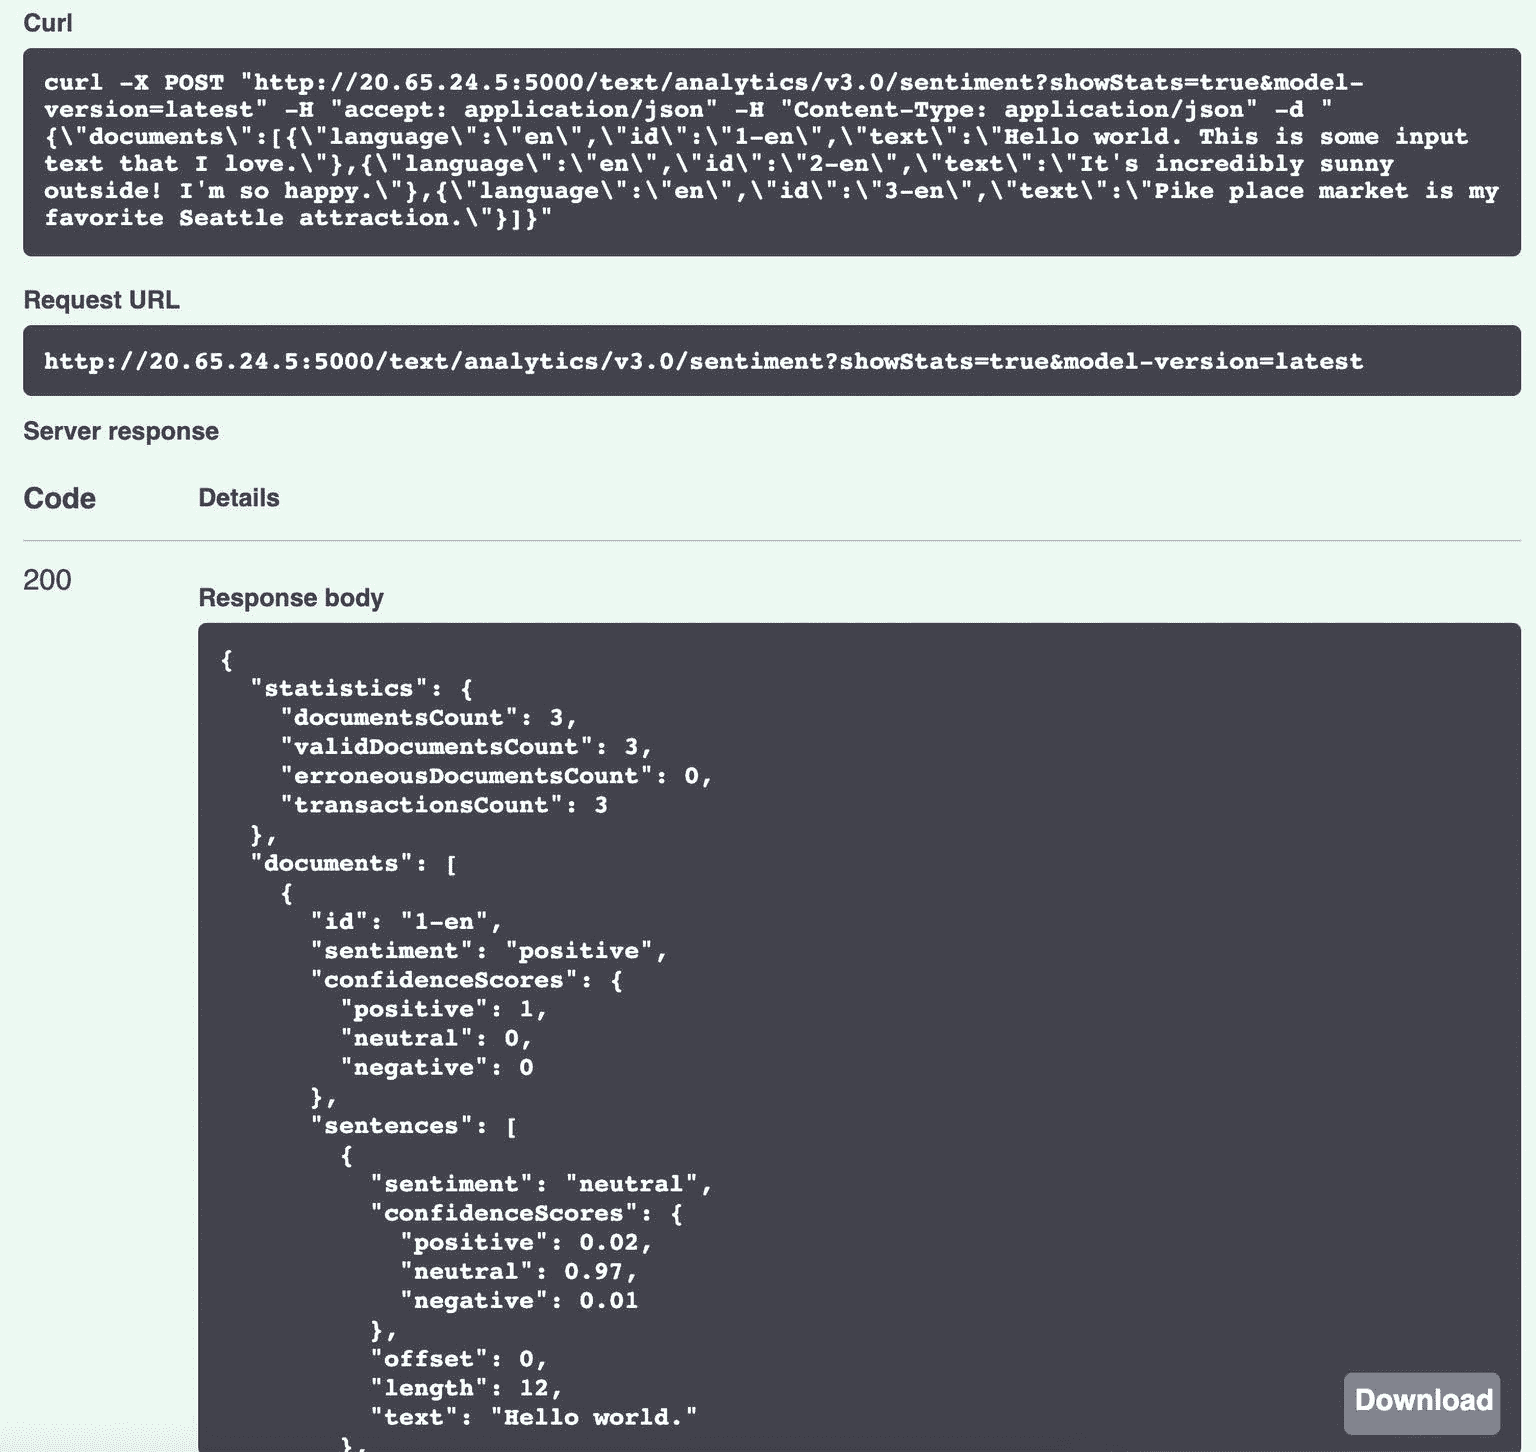 Curl
curl -X POST "http://20.65.24.5:5000/text/analytics/v3.0/sentiment?showStats=true&model-
version=latest" -H "accept: application/json" -H "Content-Type: application/json" -d "
{\"documents\":[{\"language\":\"en\",\"id\":\"1-en\",\"text\":\"Hello world. This is some input
text that I love.\"},{\"language\":\"en\",\"id\":\"2-en\",\"text\":\"It's incredibly sunny
outside! I'm so happy.\"},{\"language\":\"en\",\"id\":\"3-en\",\"text\":\"Pike place market is my
favorite Seattle attraction.\"}]}"
Request URL
http://20.65.24.5:5000/text/analytics/v3.0/sentiment?showStats=true&model-version=latest
Server response
Code Details
200
Response body
{
  "statistics": {
    "documentsCount": 3,
    "validDocumentsCount": 3,
    "erroneousDocumentsCount": 0,
    "transactionsCount": 3
  },
  "documents": [
    {
      "id": "1-en",
      "sentiment": "positive",
      "confidenceScores": {
        "positive": 1,
        "neutral": 0,
        "negative": 0
      },
      "sentences": [
        {
          "sentiment": "neutral",
          "confidenceScores": {
            "positive": 0.02,
            "neutral": 0.97,
            "negative": 0.01
          },
          "offset": 0,
          "length": 12,
          "text": "Hello world."
        },
Download